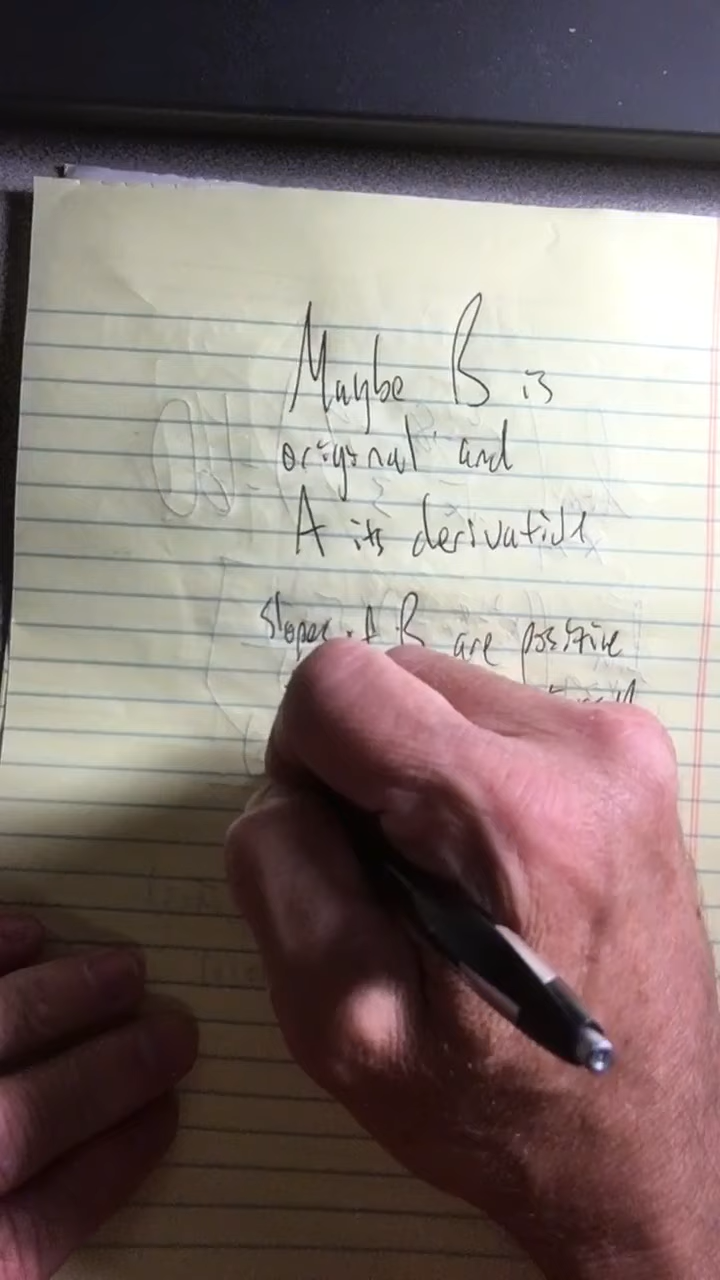 Maybe B is
original and
A its derivative
slopes of B are positive